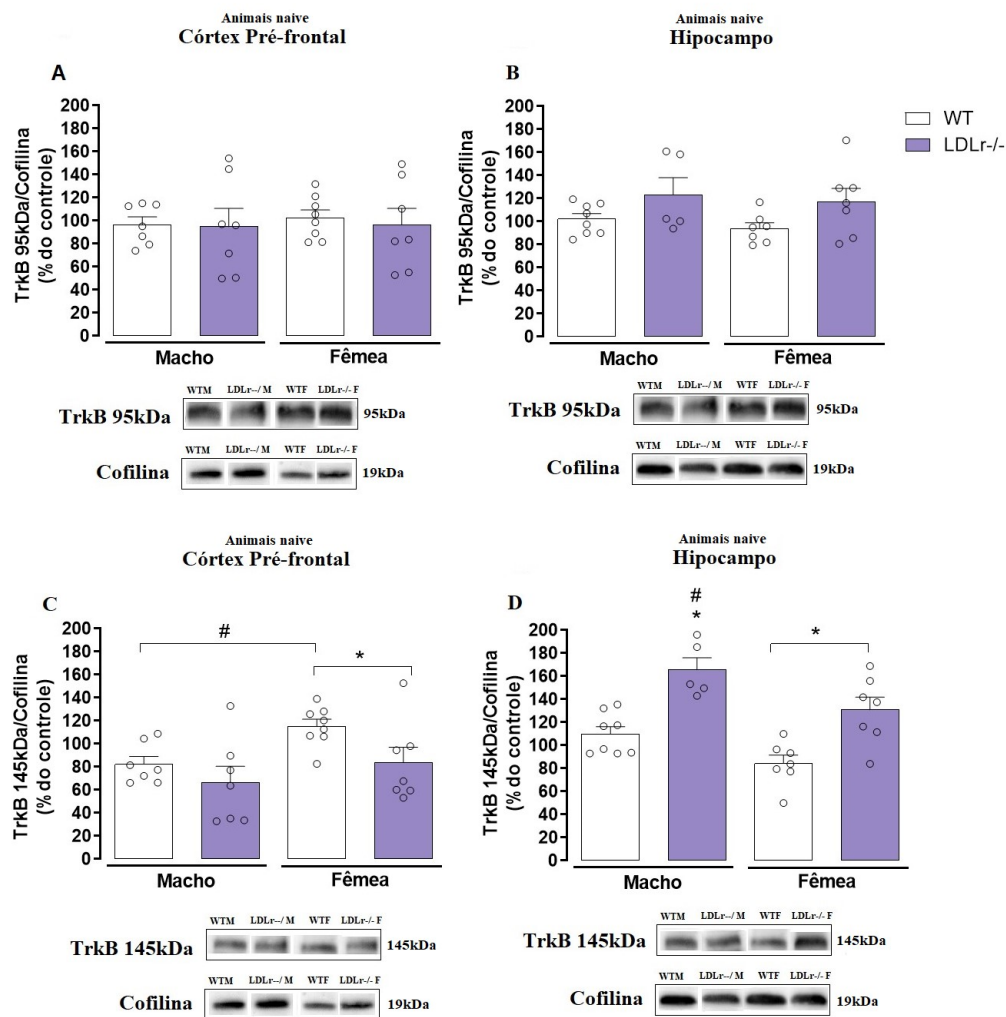 Animais naive
Córtex Pré-frontal
A
TrkB 95kDa/Cofilina
(% do controle)
200
180
160
140
120
100
80
60
40
20
0
Macho
Fêmea
WTM LDLr--/ M WTF LDLr-/- F
TrkB 95kDa
95kDa
WTM LDLr--/ M WTF LDLr-/- F
Cofilina
19kDa
Animais naive
Hipocampo
B
TrkB 95kDa/Cofilina
(% do controle)
200
180
160
140
120
100
80
60
40
20
0
Macho
Fêmea
WT
LDLr-/-
WTM LDLr--/ M WTF LDLr-/- F
TrkB 95kDa
95kDa
WTM LDLr--/ M WTF LDLr-/- F
Cofilina
19kDa
Animais naive
Córtex Pré-frontal
C
TrkB 145kDa/Cofilina
(% do controle)
200
180
160
140
120
100
80
60
40
20
0
#
*
Macho
Fêmea
WTM LDLr--/ M WTF LDLr-/- F
TrkB 145kDa
145kDa
WTM LDLr--/ M WTF LDLr-/- F
Cofilina
19kDa
Animais naive
Hipocampo
D
TrkB 145kDa/Cofilina
(% do controle)
200
180
160
140
120
100
80
60
40
20
0
#
*
*
Macho
Fêmea
WTM LDLr--/ M WTF LDLr-/- F
TrkB 145kDa
145kDa
WTM LDLr--/ M WTF LDLr-/- F
Cofilina
19kDa